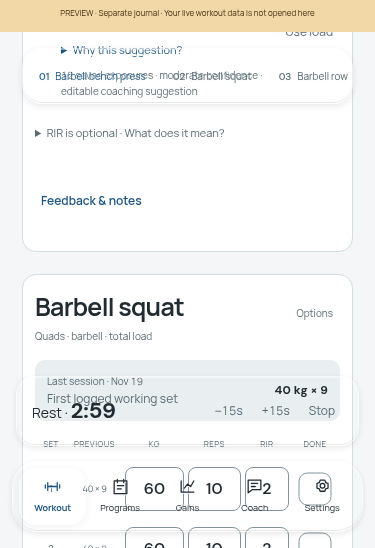 PREVIEW · Separate journal · Your live workout data is not opened here
Use load
Why this suggestion?
01 Barbell bench press 02 Barbell squat 03 Barbell row
editable coaching suggestion
RIR is optional · What does it mean?
Feedback & notes
Barbell squat
Options
Quads · barbell · total load
Last session · Nov 19
First logged working set
40 kg × 9
Rest · 2:59 −15s +15s Stop
SET PREVIOUS KG REPS RIR DONE
40 × 9 60 10 2
Workout Programs Gains Coach Settings
2 40 × 9 60 10 2